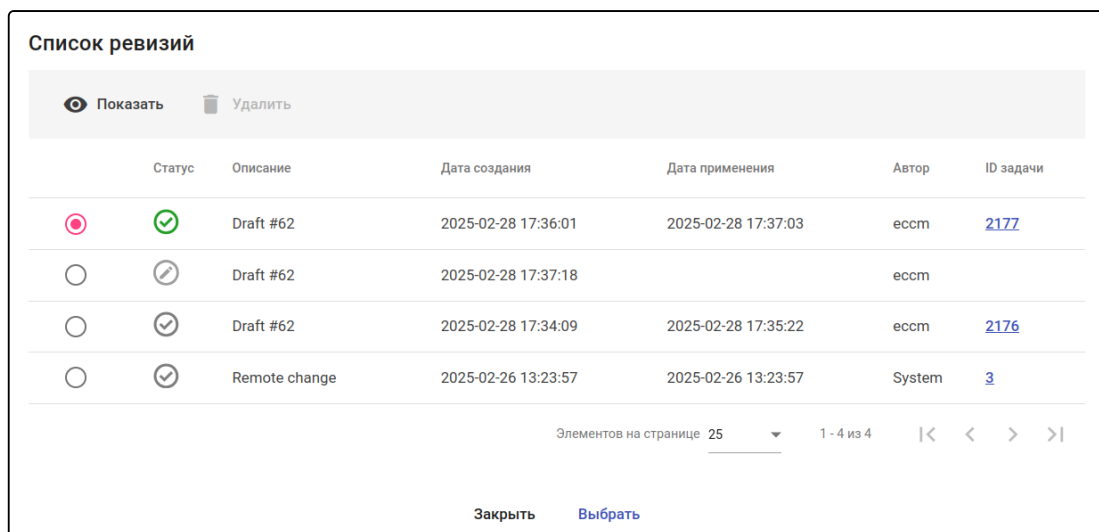 Список ревизий
Показать Удалить
Статус Описание Дата создания Дата применения Автор ID задачи
Draft #62 2025-02-28 17:36:01 2025-02-28 17:37:03 eccm 2177
Draft #62 2025-02-28 17:37:18 eccm
Draft #62 2025-02-28 17:34:09 2025-02-28 17:35:22 eccm 2176
Remote change 2025-02-26 13:23:57 2025-02-26 13:23:57 System 3
Элементов на странице 25 1 - 4 из 4
Закрыть Выбрать